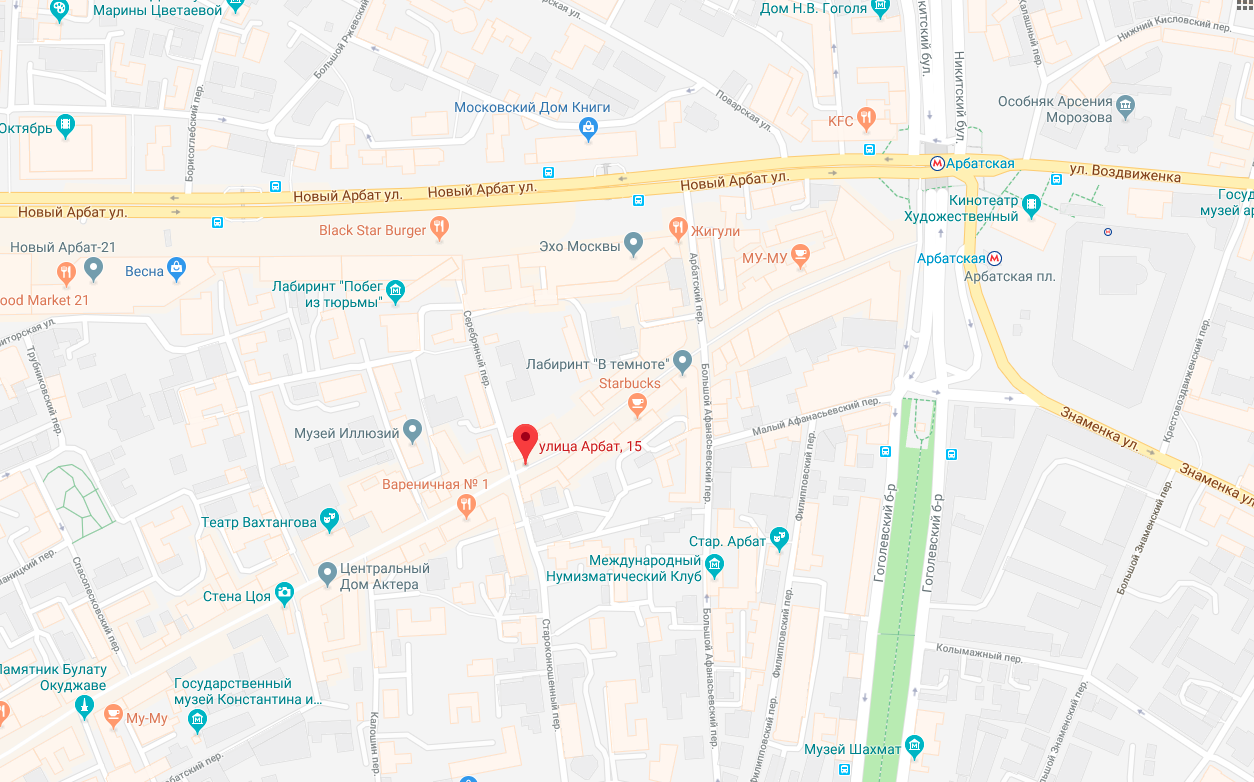 Марины Цветаевой
Дом Н.В. Гоголя
Большой Ржевский
Нижний Кисловский пер.
Калашный пер.
Никитский бул.
Никитский бул.
Борисоглебский пер.
Московский Дом Книги
Поварская ул.
KFC
Особняк Арсения
Морозова
Октябрь
Арбатская
ул. Воздвиженка
Новый Арбат ул.
Новый Арбат ул.
Новый Арбат ул.
Новый Арбат ул.
Кинотеатр
Художественный
Госуд
музей ар
Black Star Burger
Жигули
Эхо Москвы
Новый Арбат-21
МУ-МУ
Арбатская
Арбатская пл.
Весна
ood Market 21
Лабиринт "Побег
из тюрьмы"
Арбатский пер.
Серебряный пер.
Трубниковский пер.
Лабиринт "В темноте"
Starbucks
Большой Афанасьевский пер.
Малый Афанасьевский пер.
Крестовоздвиженский пер.
Знаменка ул.
Знаменка ул.
Музей Иллюзий
улица Арбат, 15
Вареничная № 1
Филипповский пер.
Гоголевский б-р
Гоголевский б-р
Большой Знаменский пер.
Театр Вахтангова
Стар. Арбат
Международный
Нумизматический Клуб
Центральный
Дом Актера
Стена Цоя
Спасопесковский пер.
Староконюшенный пер.
Большой Афанасьевский пер.
Филипповский пер.
Колымажный пер.
Памятник Булату
Окуджаве
Государственный
музей Константина и...
Му-Му
Калошин пер.
Филипповский пер.
Большой Знаменский пер.
Музей Шахмат